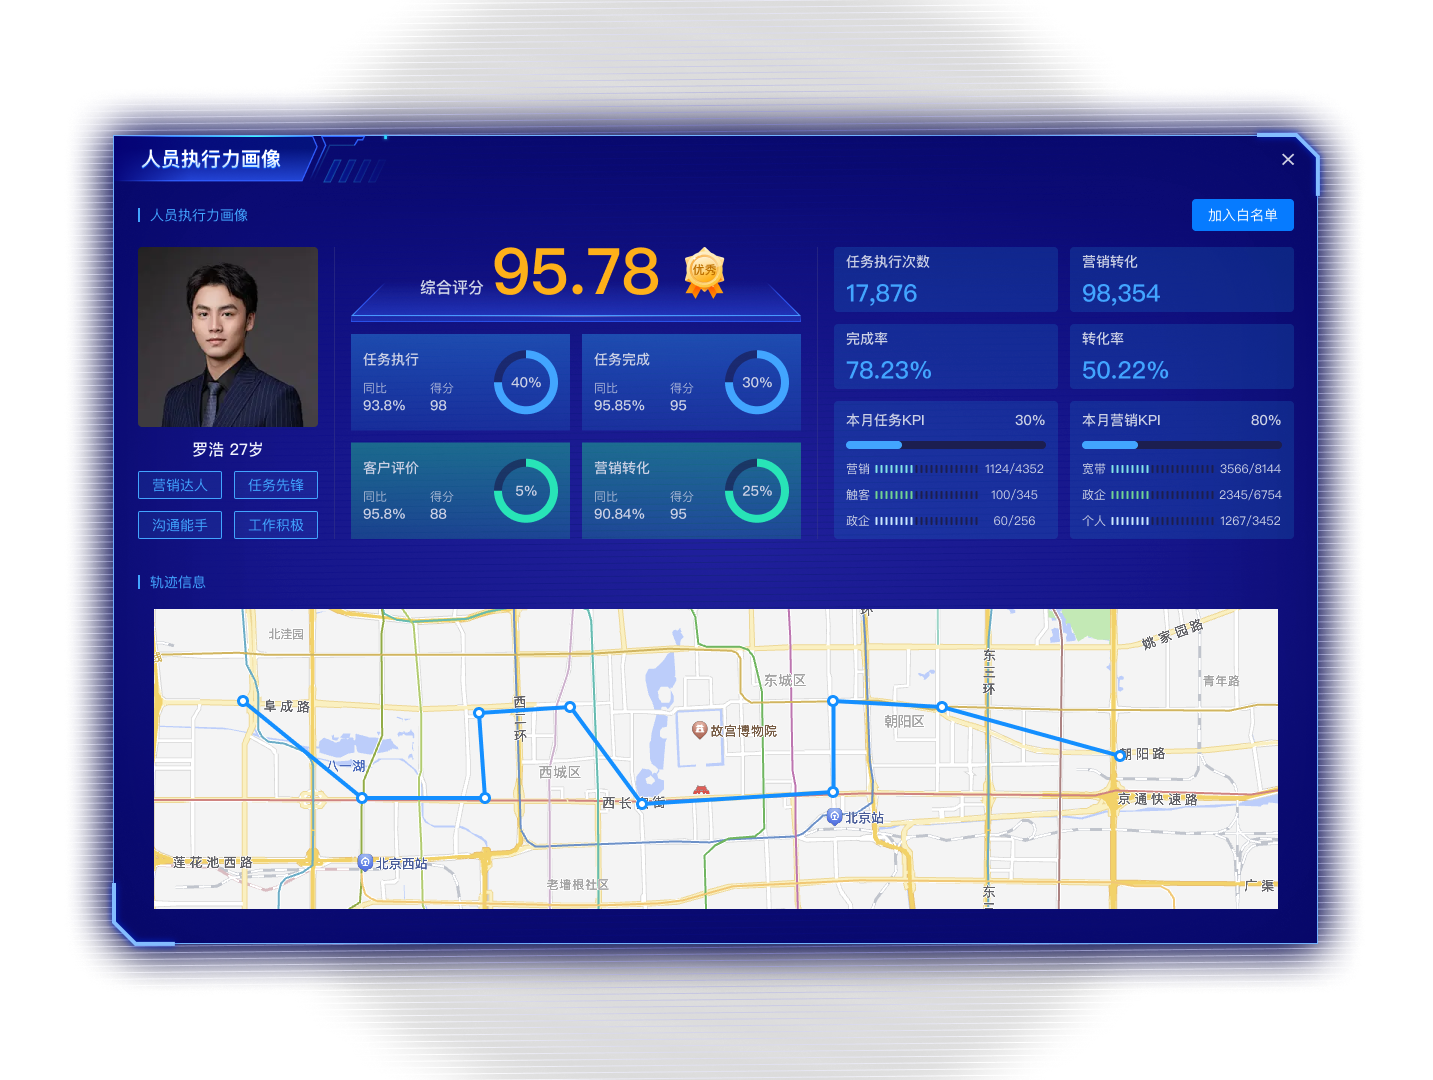 人员执行力画像
人员执行力画像
加入白名单
罗浩 27岁
营销达人
任务先锋
沟通能手
工作积极
综合评分
95.78
优秀
任务执行
同比
得分
93.8%
98
40%
任务完成
同比
得分
95.85%
95
30%
客户评价
同比
得分
95.8%
88
5%
营销转化
同比
得分
90.84%
95
25%
任务执行次数
17,876
营销转化
98,354
完成率
78.23%
转化率
50.22%
本月任务KPI
30%
营销
1124/4352
触客
100/345
政企
60/256
本月营销KPI
80%
宽带
3566/8144
政企
2345/6754
个人
1267/3452
轨迹信息
北洼园
环
姚家园路
东三环
东城区
青年路
阜成路
西二环
朝阳区
故宫博物院
朝阳路
八一湖
西城区
西长
街
京通快速路
北京站
莲花池西路
北京西站
老墙根社区
东
广渠